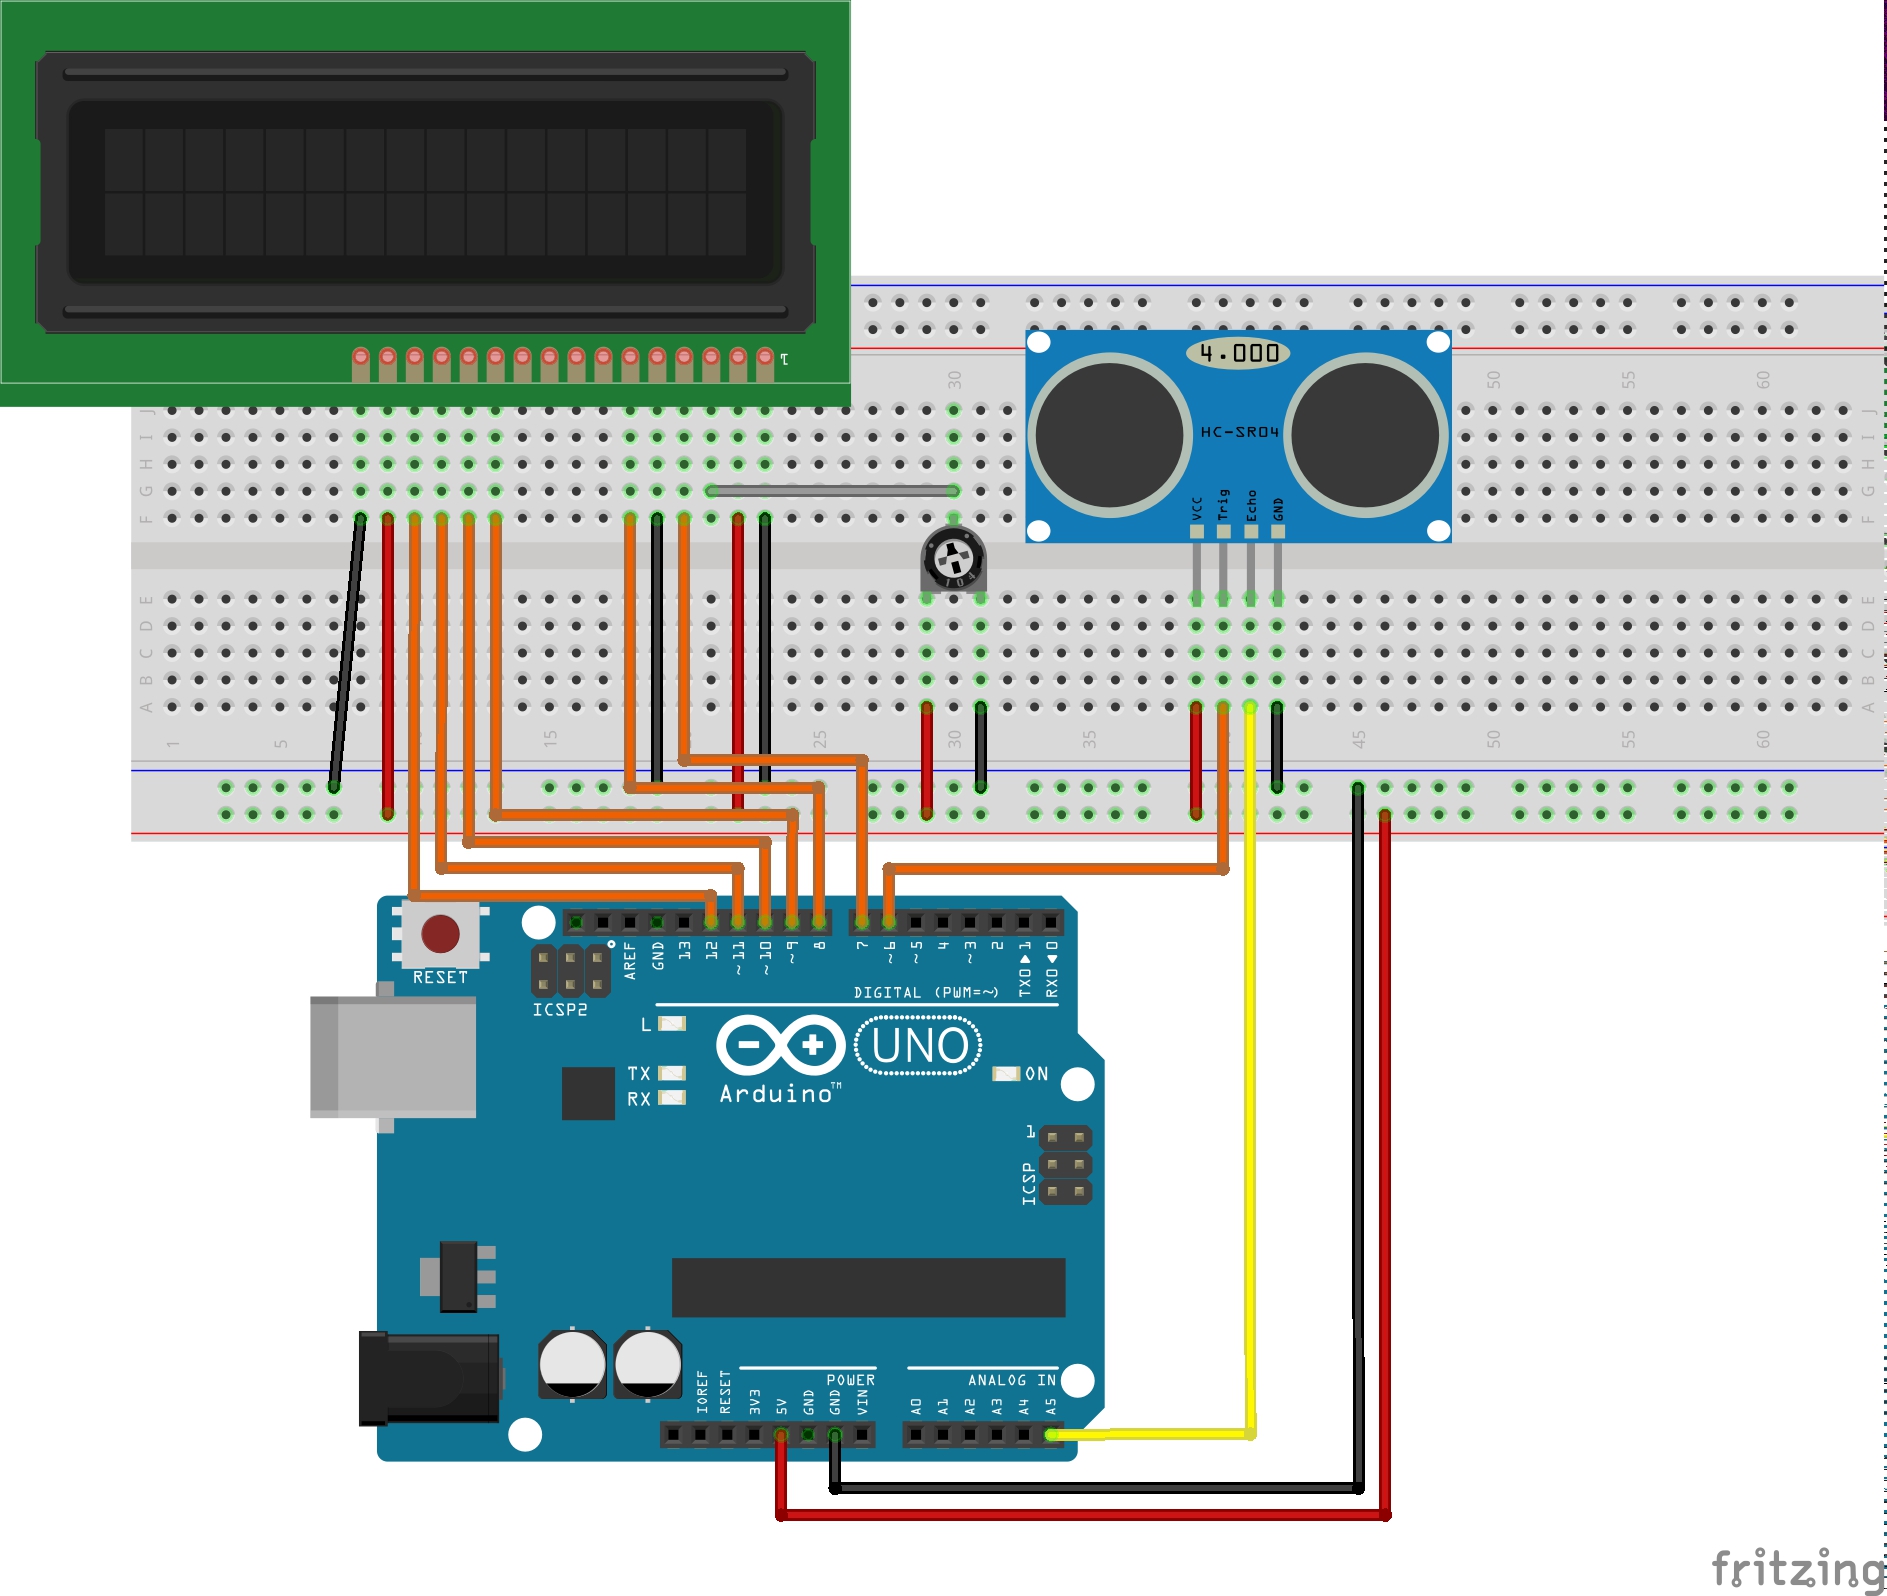 1
4.000
HC-SR04
VCC
Trig
Echo
GND
30
50
55
60
J
I
H
G
F
J
I
H
G
F
104
E
D
C
B
A
E
D
C
B
A
1
5
15
25
30
35
45
50
55
60
RESET
ICSP2
AREF
GND
13
12
~11
~10
~9
8
7
~6
~5
4
~3
2
TX0▶1
RX0◀0
DIGITAL (PWM=~)
L
TX
RX
Arduino™
UNO
ON
1
ICSP
IOREF
RESET
3V3
5V
GND
GND
VIN
POWER
A0
A1
A2
A3
A4
A5
ANALOG IN
fritzing